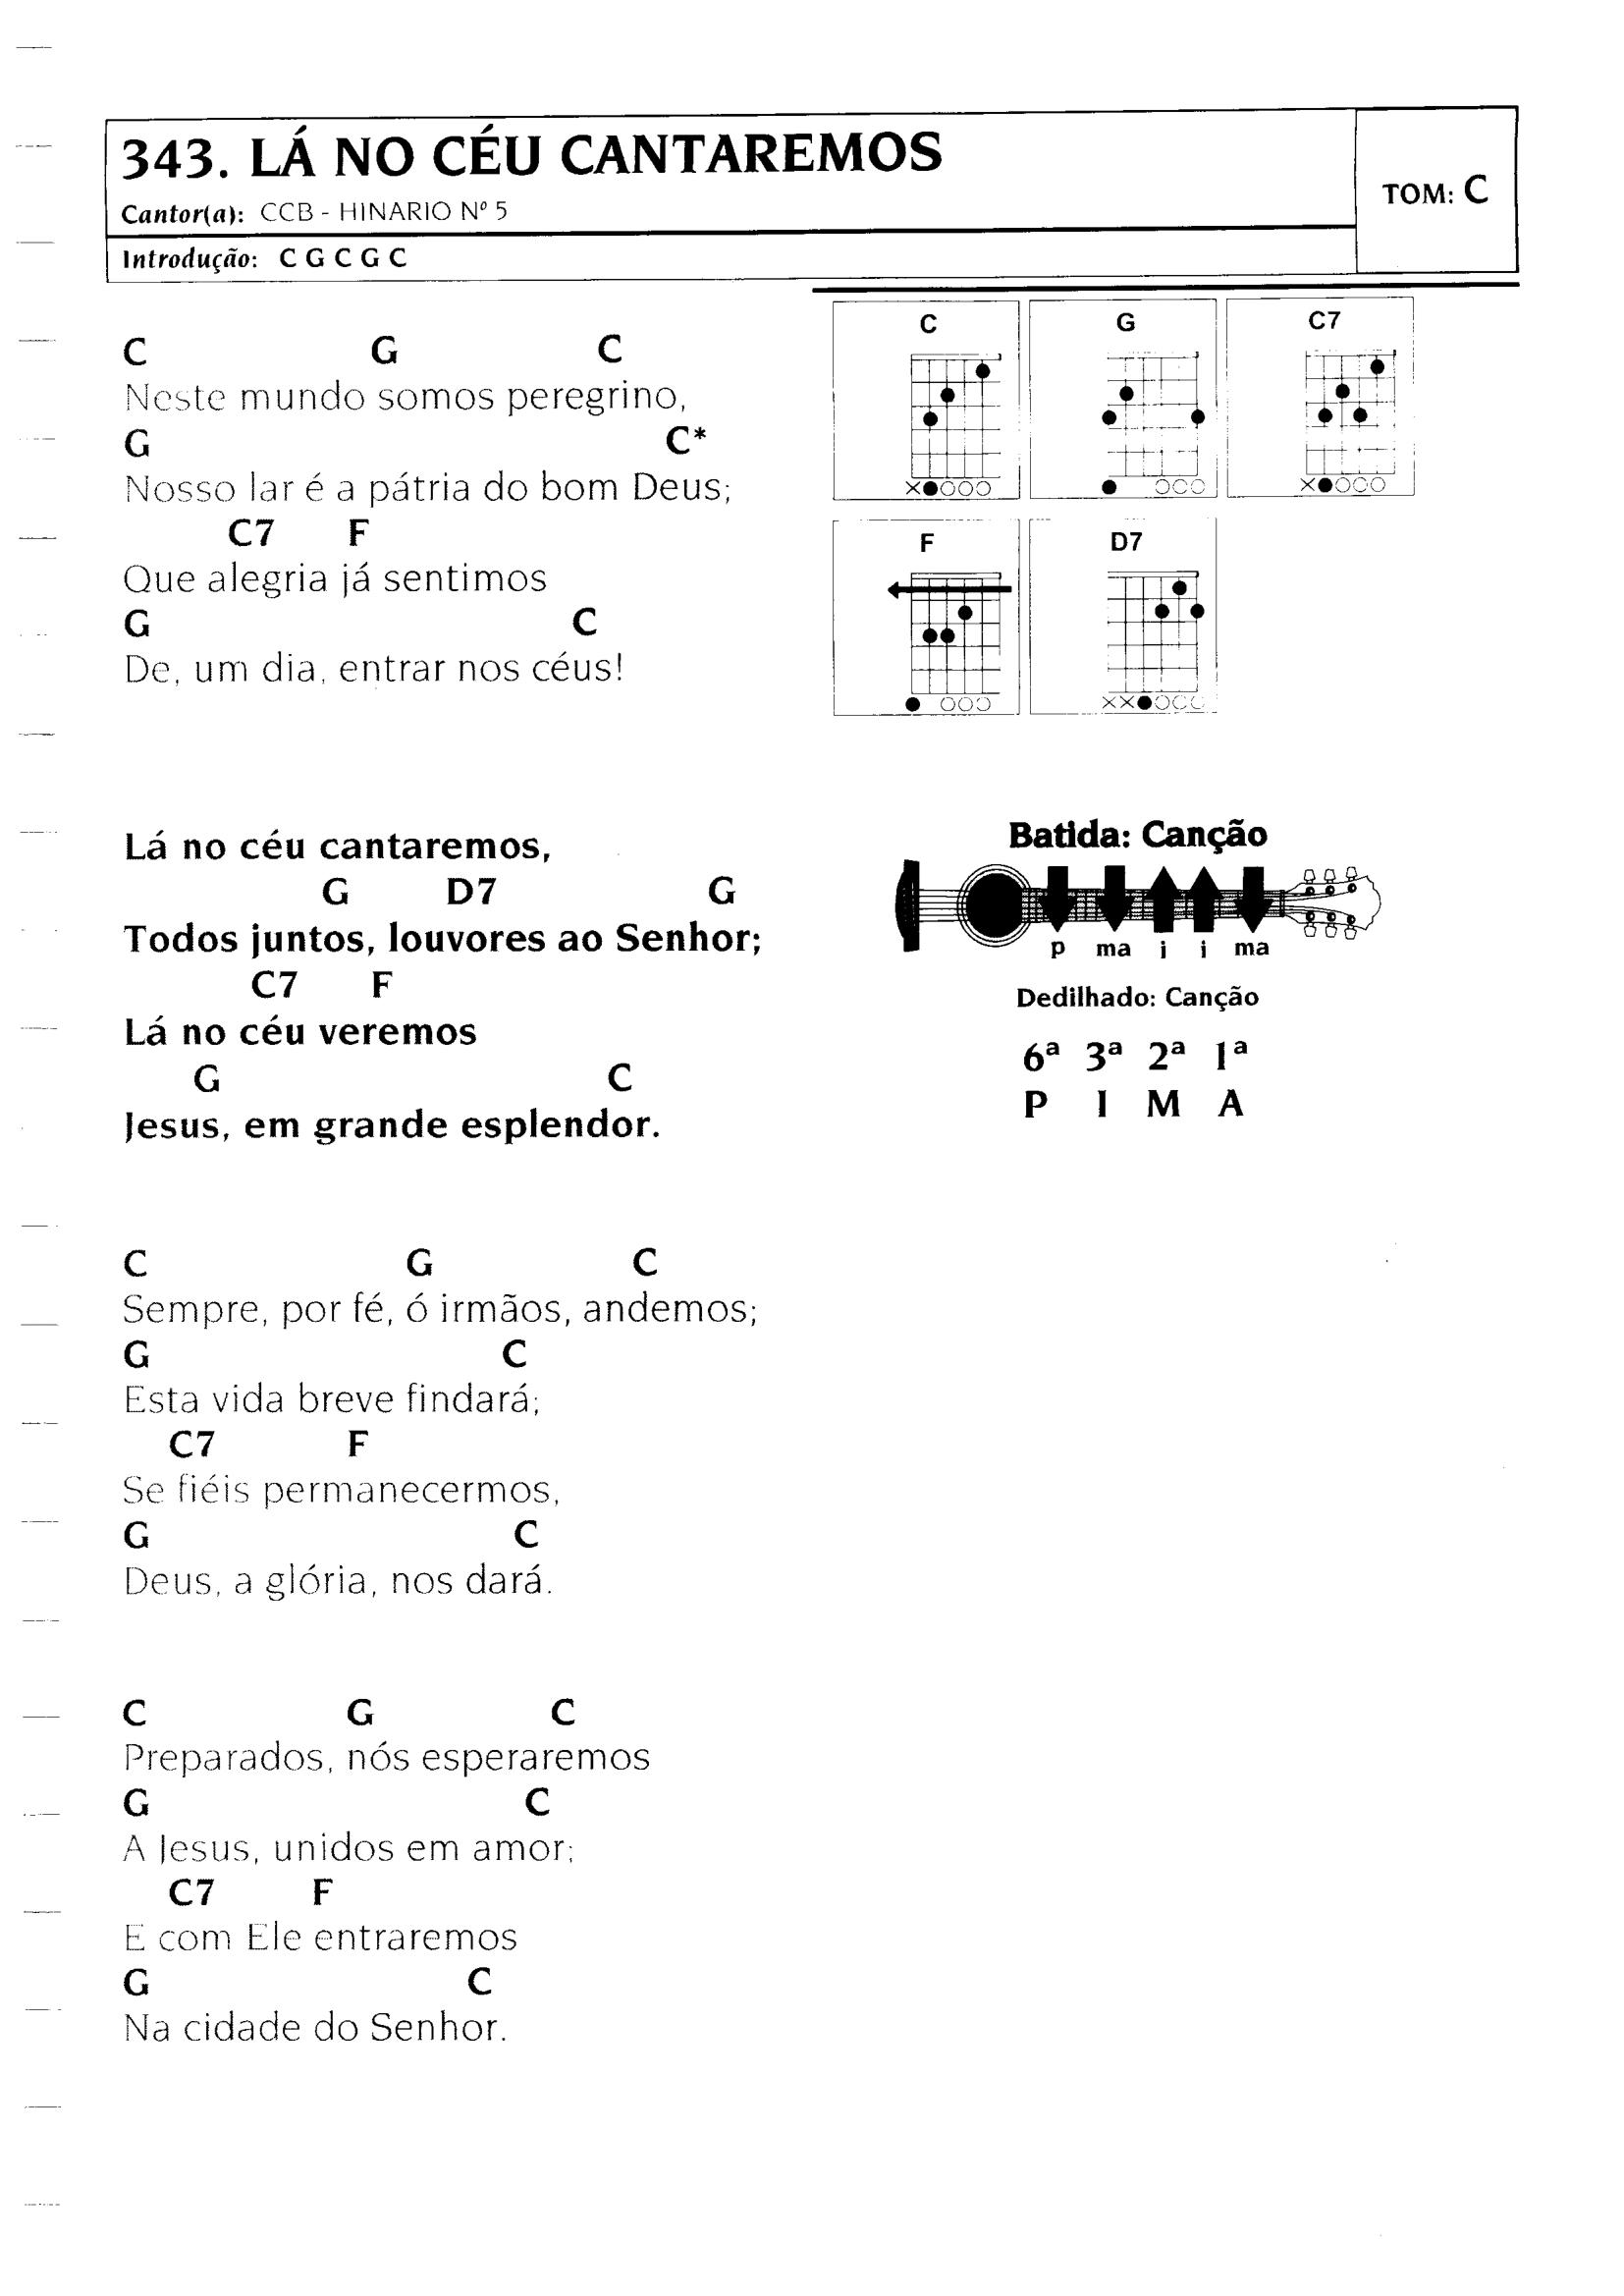 343. LÁ NO CÉU CANTAREMOS
Cantor(a): CCB - HINARIO Nº 5
TOM: C
Introdução: C G C G C
C G C
Neste mundo somos peregrino,
G C*
Nosso lar é a pátria do bom Deus;
C7 F
Que alegria já sentimos
G C
De, um dia, entrar nos céus!
C G C7
F D7
Lá no céu cantaremos,
G D7 G
Todos juntos, louvores ao Senhor;
C7 F
Lá no céu veremos
G C
Jesus, em grande esplendor.
Batida: Canção
p ma i i ma
Dedilhado: Canção
6ª 3ª 2ª 1ª
P I M A
C G C
Sempre, por fé, ó irmãos, andemos;
G C
Esta vida breve findará;
C7 F
Se fiéis permanecermos,
G C
Deus, a glória, nos dará.
C G C
Preparados, nós esperaremos
G C
A Jesus, unidos em amor;
C7 F
E com Ele entraremos
G C
Na cidade do Senhor.